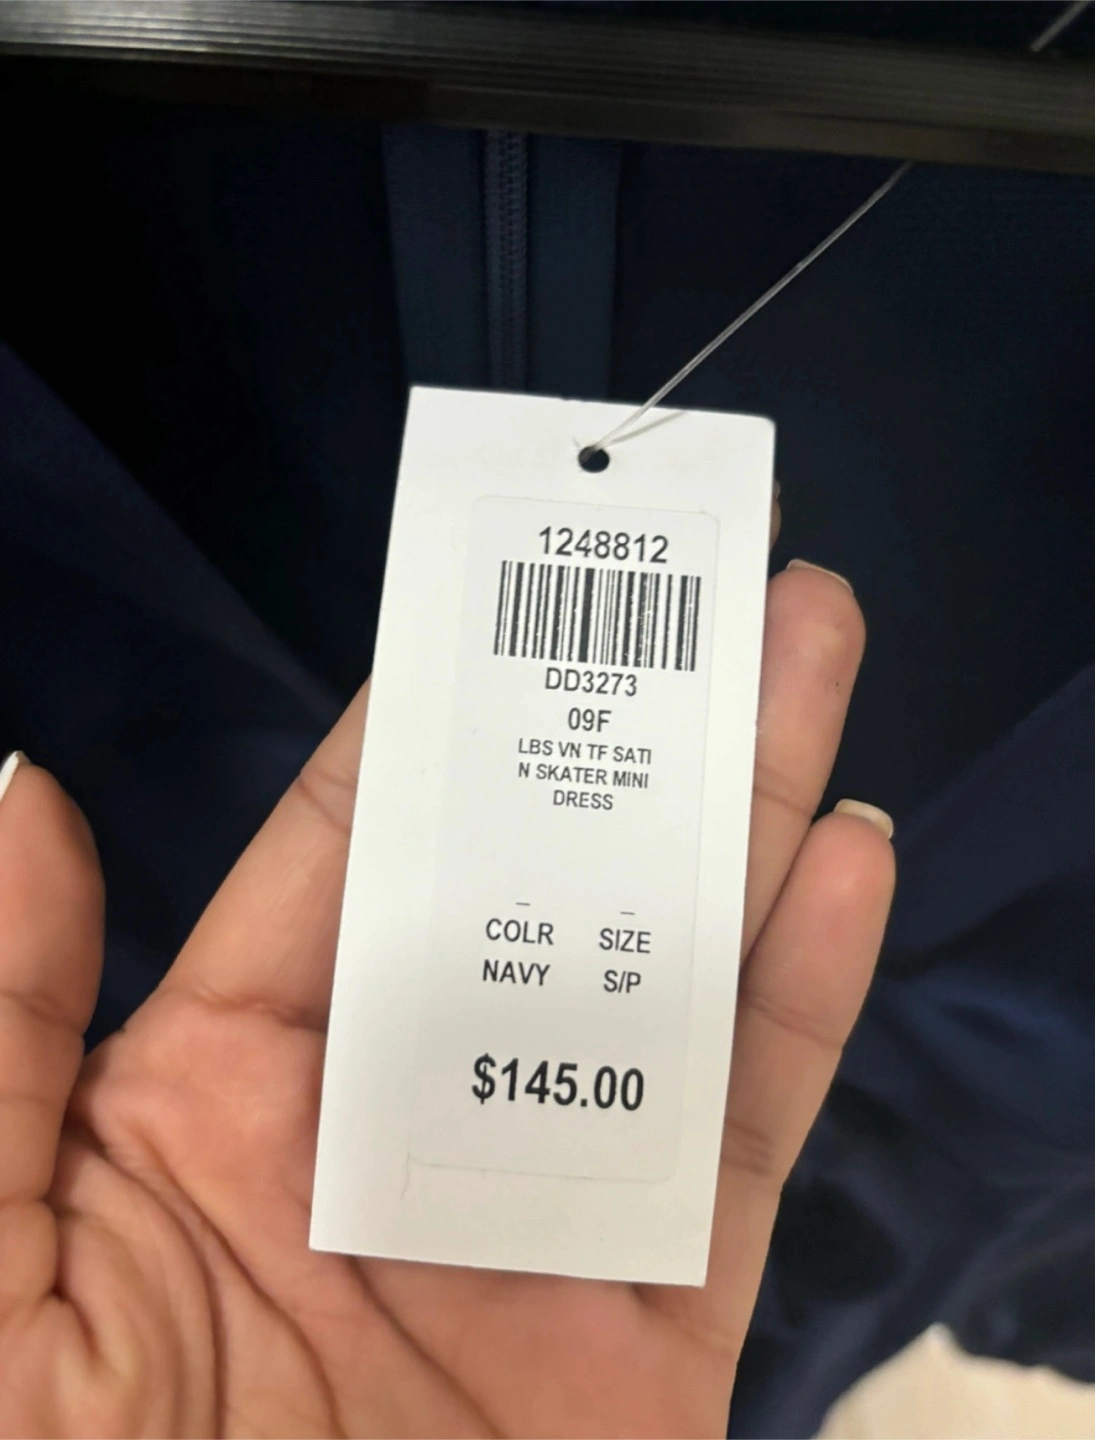 1248812
DD3273
09F
LBS VN TF SATI
N SKATER MINI
DRESS
COLR SIZE
NAVY S/P
$145.00